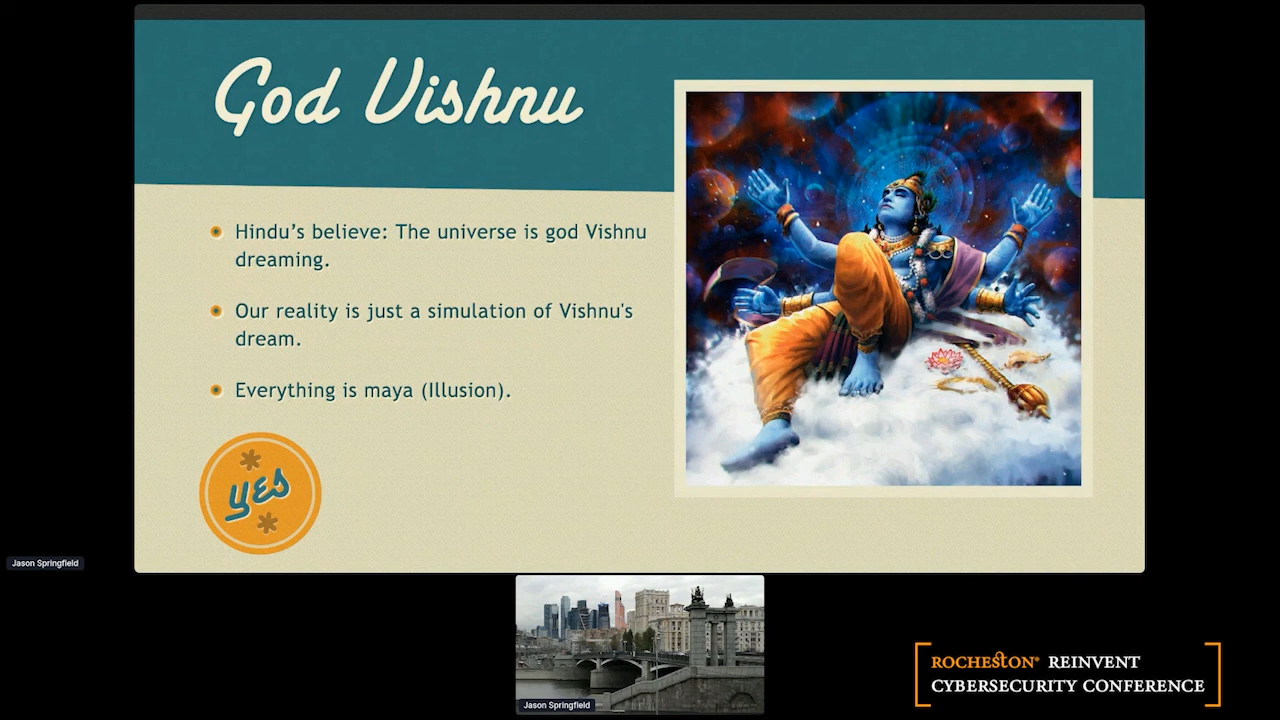 God Vishnu
Hindu’s believe: The universe is god Vishnu
dreaming.
Our reality is just a simulation of Vishnu's
dream.
Everything is maya (Illusion).
yes
Jason Springfield
Jason Springfield
ROCHESTON® REINVENT
CYBERSECURITY CONFERENCE